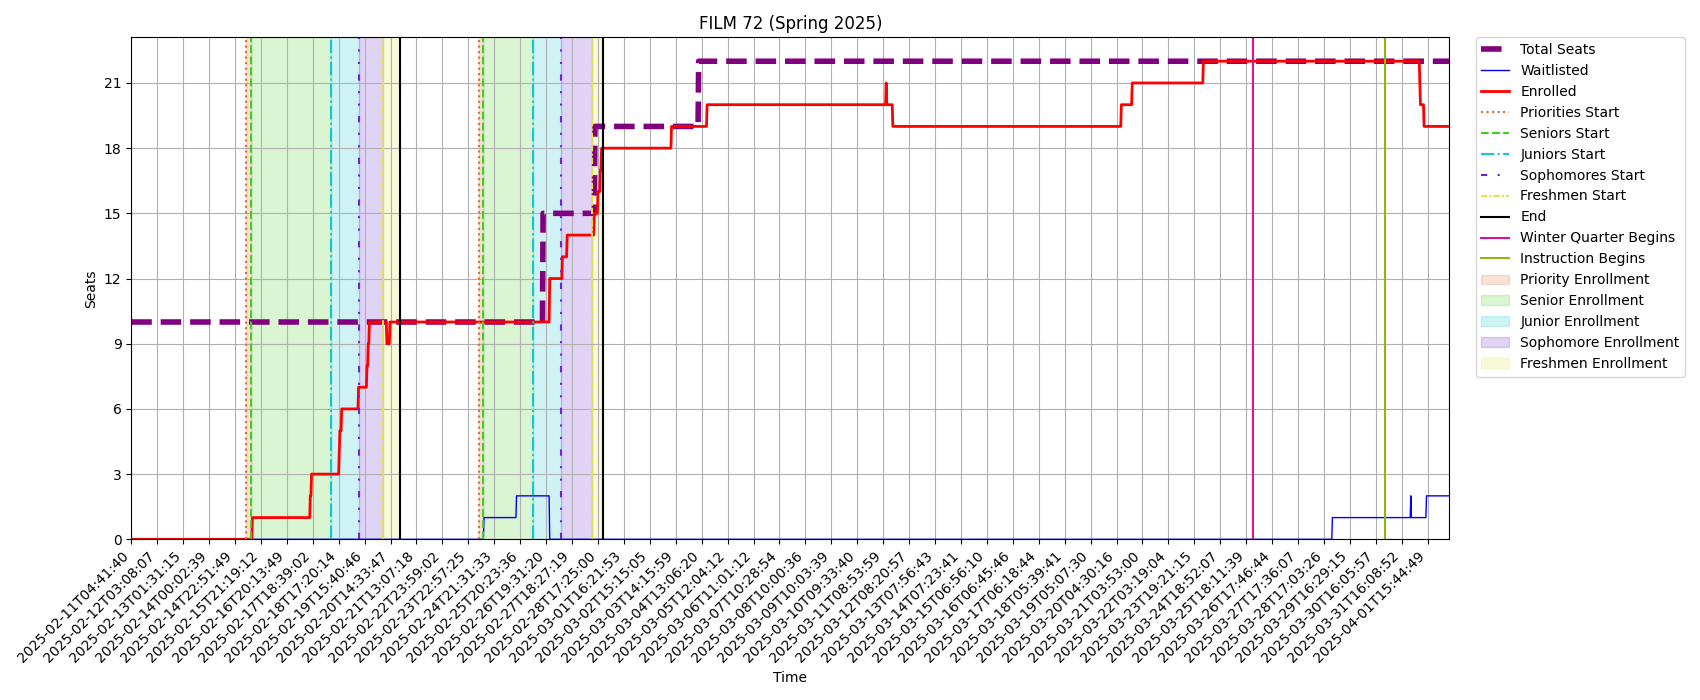 FILM 72 (Spring 2025)
Seats
21
18
15
12
9
6
3
0
2025-02-11T04:41:40
2025-02-12T03:08:07
2025-02-13T01:31:15
2025-02-14T00:02:39
2025-02-14T22:51:49
2025-02-15T21:19:12
2025-02-16T20:13:49
2025-02-17T18:39:02
2025-02-18T17:20:14
2025-02-19T15:40:46
2025-02-20T14:33:47
2025-02-21T13:07:18
2025-02-22T23:59:02
2025-02-23T22:57:25
2025-02-24T21:31:33
2025-02-25T20:23:36
2025-02-26T19:31:20
2025-02-27T18:27:19
2025-02-28T17:25:00
2025-03-01T16:21:53
2025-03-02T15:15:05
2025-03-03T14:15:59
2025-03-04T13:06:20
2025-03-05T12:04:12
2025-03-06T11:01:12
2025-03-07T10:28:54
2025-03-08T10:00:36
2025-03-09T10:03:39
2025-03-10T09:33:40
2025-03-11T08:53:59
2025-03-12T08:20:57
2025-03-13T07:56:43
2025-03-14T07:23:41
2025-03-15T06:56:10
2025-03-16T06:45:46
2025-03-17T06:18:44
2025-03-18T05:39:41
2025-03-19T05:07:30
2025-03-20T04:30:16
2025-03-21T03:53:00
2025-03-22T03:19:04
2025-03-23T19:21:15
2025-03-24T18:52:07
2025-03-25T18:11:39
2025-03-26T17:46:44
2025-03-27T17:36:07
2025-03-28T17:03:26
2025-03-29T16:29:15
2025-03-30T16:05:57
2025-03-31T16:08:52
2025-04-01T15:44:49
Time
Total Seats
Waitlisted
Enrolled
Priorities Start
Seniors Start
Juniors Start
Sophomores Start
Freshmen Start
End
Winter Quarter Begins
Instruction Begins
Priority Enrollment
Senior Enrollment
Junior Enrollment
Sophomore Enrollment
Freshmen Enrollment